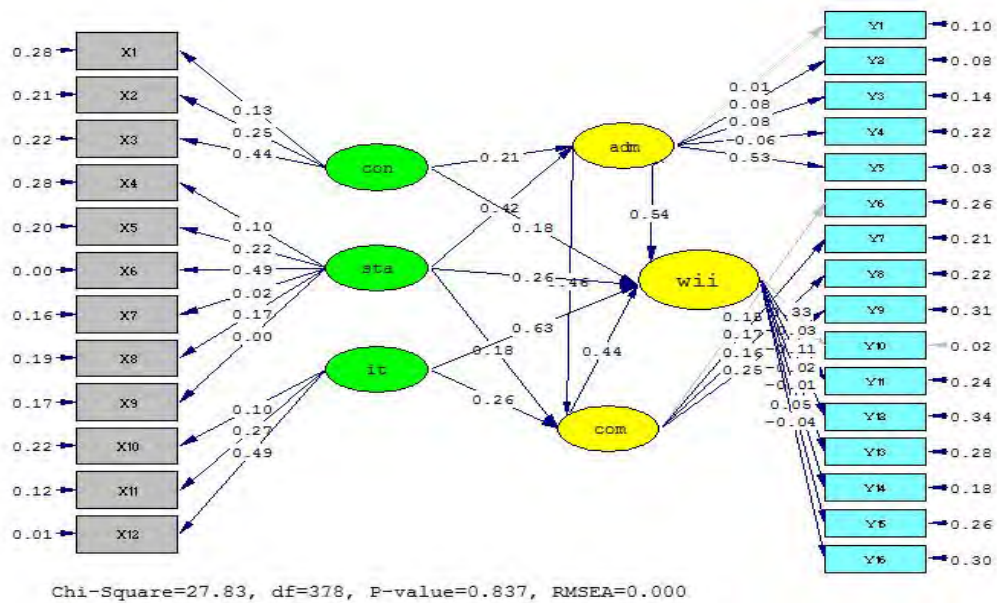 0.28 X1
0.21 X2
0.22 X3
0.28 X4
0.20 X5
0.00 X6
0.16 X7
0.19 X8
0.17 X9
0.22 X10
0.12 X11
0.01 X12
0.13
0.25
0.44
0.10
0.22
0.49
0.02
0.17
0.00
0.10
0.27
0.49
con
sta
it
0.21
0.42
0.18
0.26
0.18
0.63
0.26
adm
wii
com
0.54
0.44
0.01
0.08
0.08
-0.06
0.53
0.17
0.16
0.25
-0.11
-0.02
-0.01
0.05
-0.04
Y1 0.10
Y2 0.08
Y3 0.14
Y4 0.22
Y5 0.03
Y6 0.26
Y7 0.21
Y8 0.22
Y9 0.31
Y10 0.02
Y11 0.24
Y12 0.34
Y13 0.28
Y14 0.18
Y15 0.26
Y16 0.30
Chi-Square=27.83, df=378, P-value=0.837, RMSEA=0.000